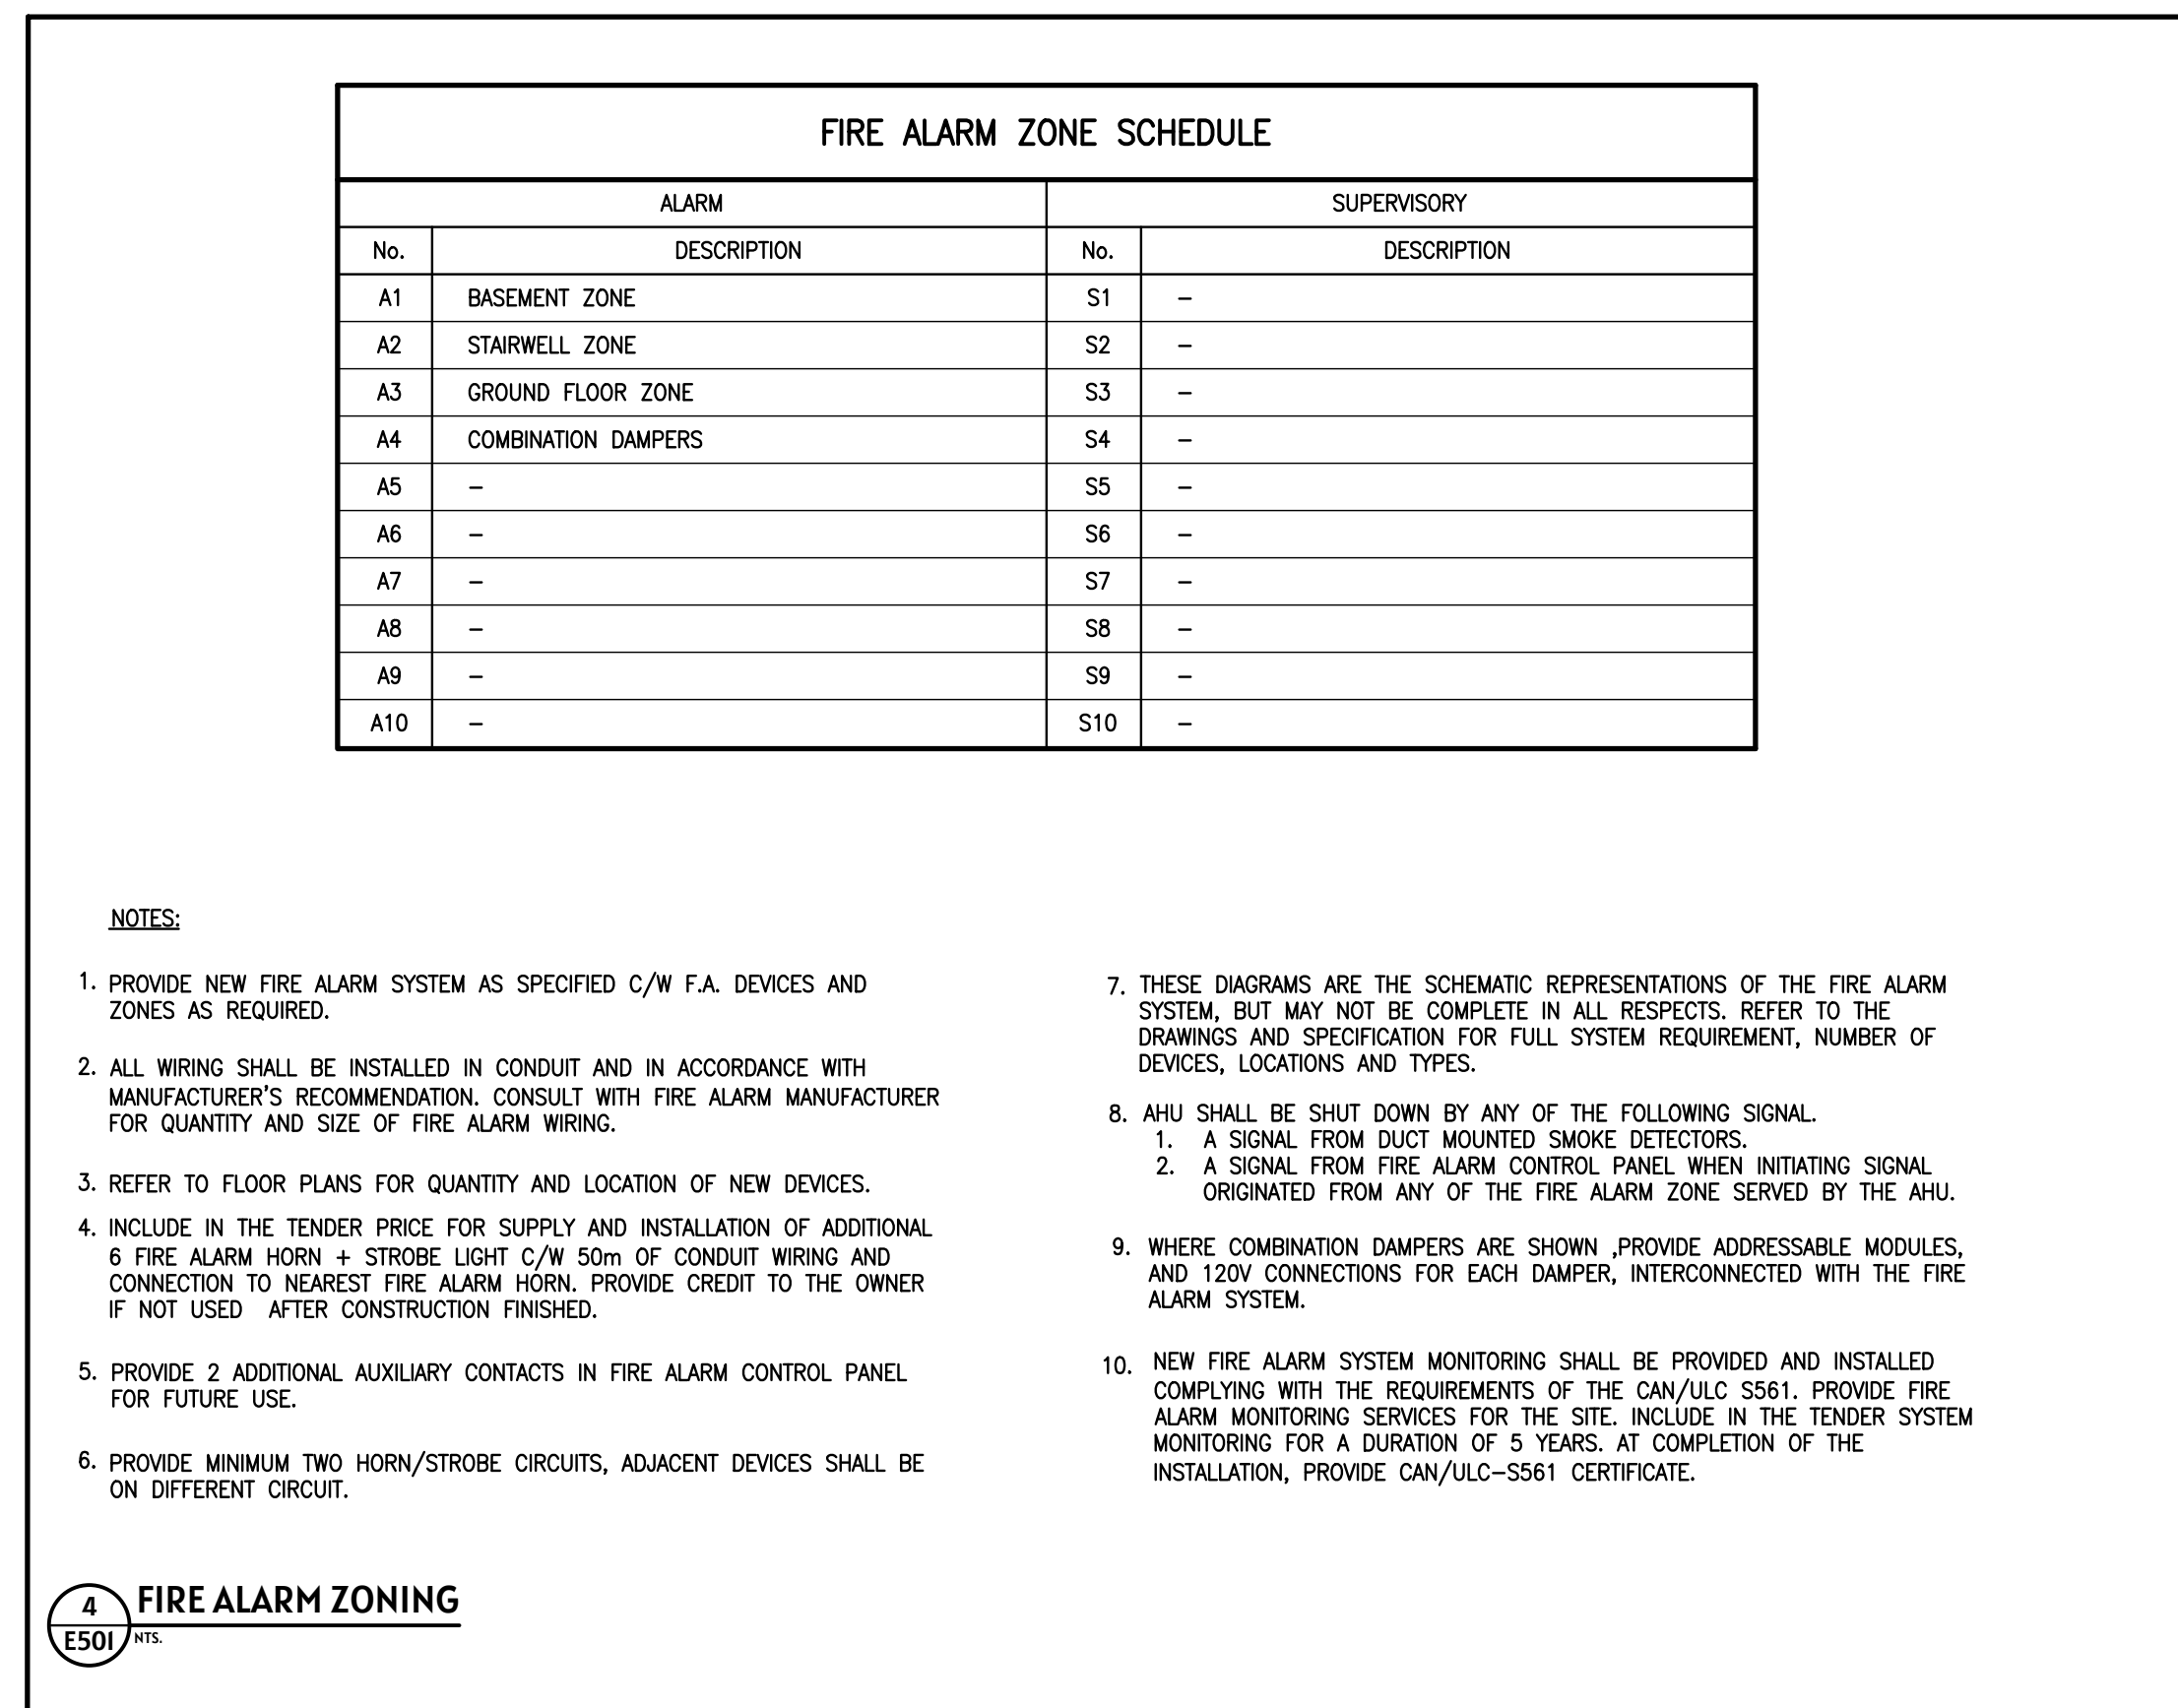 FIRE ALARM ZONE SCHEDULE
ALARM SUPERVISORY
No. DESCRIPTION No. DESCRIPTION
A1 BASEMENT ZONE S1 –
A2 STAIRWELL ZONE S2 –
A3 GROUND FLOOR ZONE S3 –
A4 COMBINATION DAMPERS S4 –
A5 – S5 –
A6 – S6 –
A7 – S7 –
A8 – S8 –
A9 – S9 –
A10 – S10 –
NOTES:
1. PROVIDE NEW FIRE ALARM SYSTEM AS SPECIFIED C/W F.A. DEVICES AND
ZONES AS REQUIRED.
2. ALL WIRING SHALL BE INSTALLED IN CONDUIT AND IN ACCORDANCE WITH
MANUFACTURER'S RECOMMENDATION. CONSULT WITH FIRE ALARM MANUFACTURER
FOR QUANTITY AND SIZE OF FIRE ALARM WIRING.
3. REFER TO FLOOR PLANS FOR QUANTITY AND LOCATION OF NEW DEVICES.
4. INCLUDE IN THE TENDER PRICE FOR SUPPLY AND INSTALLATION OF ADDITIONAL
6 FIRE ALARM HORN + STROBE LIGHT C/W 50m OF CONDUIT WIRING AND
CONNECTION TO NEAREST FIRE ALARM HORN. PROVIDE CREDIT TO THE OWNER
IF NOT USED AFTER CONSTRUCTION FINISHED.
5. PROVIDE 2 ADDITIONAL AUXILIARY CONTACTS IN FIRE ALARM CONTROL PANEL
FOR FUTURE USE.
6. PROVIDE MINIMUM TWO HORN/STROBE CIRCUITS, ADJACENT DEVICES SHALL BE
ON DIFFERENT CIRCUIT.
7. THESE DIAGRAMS ARE THE SCHEMATIC REPRESENTATIONS OF THE FIRE ALARM
SYSTEM, BUT MAY NOT BE COMPLETE IN ALL RESPECTS. REFER TO THE
DRAWINGS AND SPECIFICATION FOR FULL SYSTEM REQUIREMENT, NUMBER OF
DEVICES, LOCATIONS AND TYPES.
8. AHU SHALL BE SHUT DOWN BY ANY OF THE FOLLOWING SIGNAL.
1. A SIGNAL FROM DUCT MOUNTED SMOKE DETECTORS.
2. A SIGNAL FROM FIRE ALARM CONTROL PANEL WHEN INITIATING SIGNAL
ORIGINATED FROM ANY OF THE FIRE ALARM ZONE SERVED BY THE AHU.
9. WHERE COMBINATION DAMPERS ARE SHOWN ,PROVIDE ADDRESSABLE MODULES,
AND 120V CONNECTIONS FOR EACH DAMPER, INTERCONNECTED WITH THE FIRE
ALARM SYSTEM.
10. NEW FIRE ALARM SYSTEM MONITORING SHALL BE PROVIDED AND INSTALLED
COMPLYING WITH THE REQUIREMENTS OF THE CAN/ULC S561. PROVIDE FIRE
ALARM MONITORING SERVICES FOR THE SITE. INCLUDE IN THE TENDER SYSTEM
MONITORING FOR A DURATION OF 5 YEARS. AT COMPLETION OF THE
INSTALLATION, PROVIDE CAN/ULC-S561 CERTIFICATE.
4 FIRE ALARM ZONING
E501 NTS.